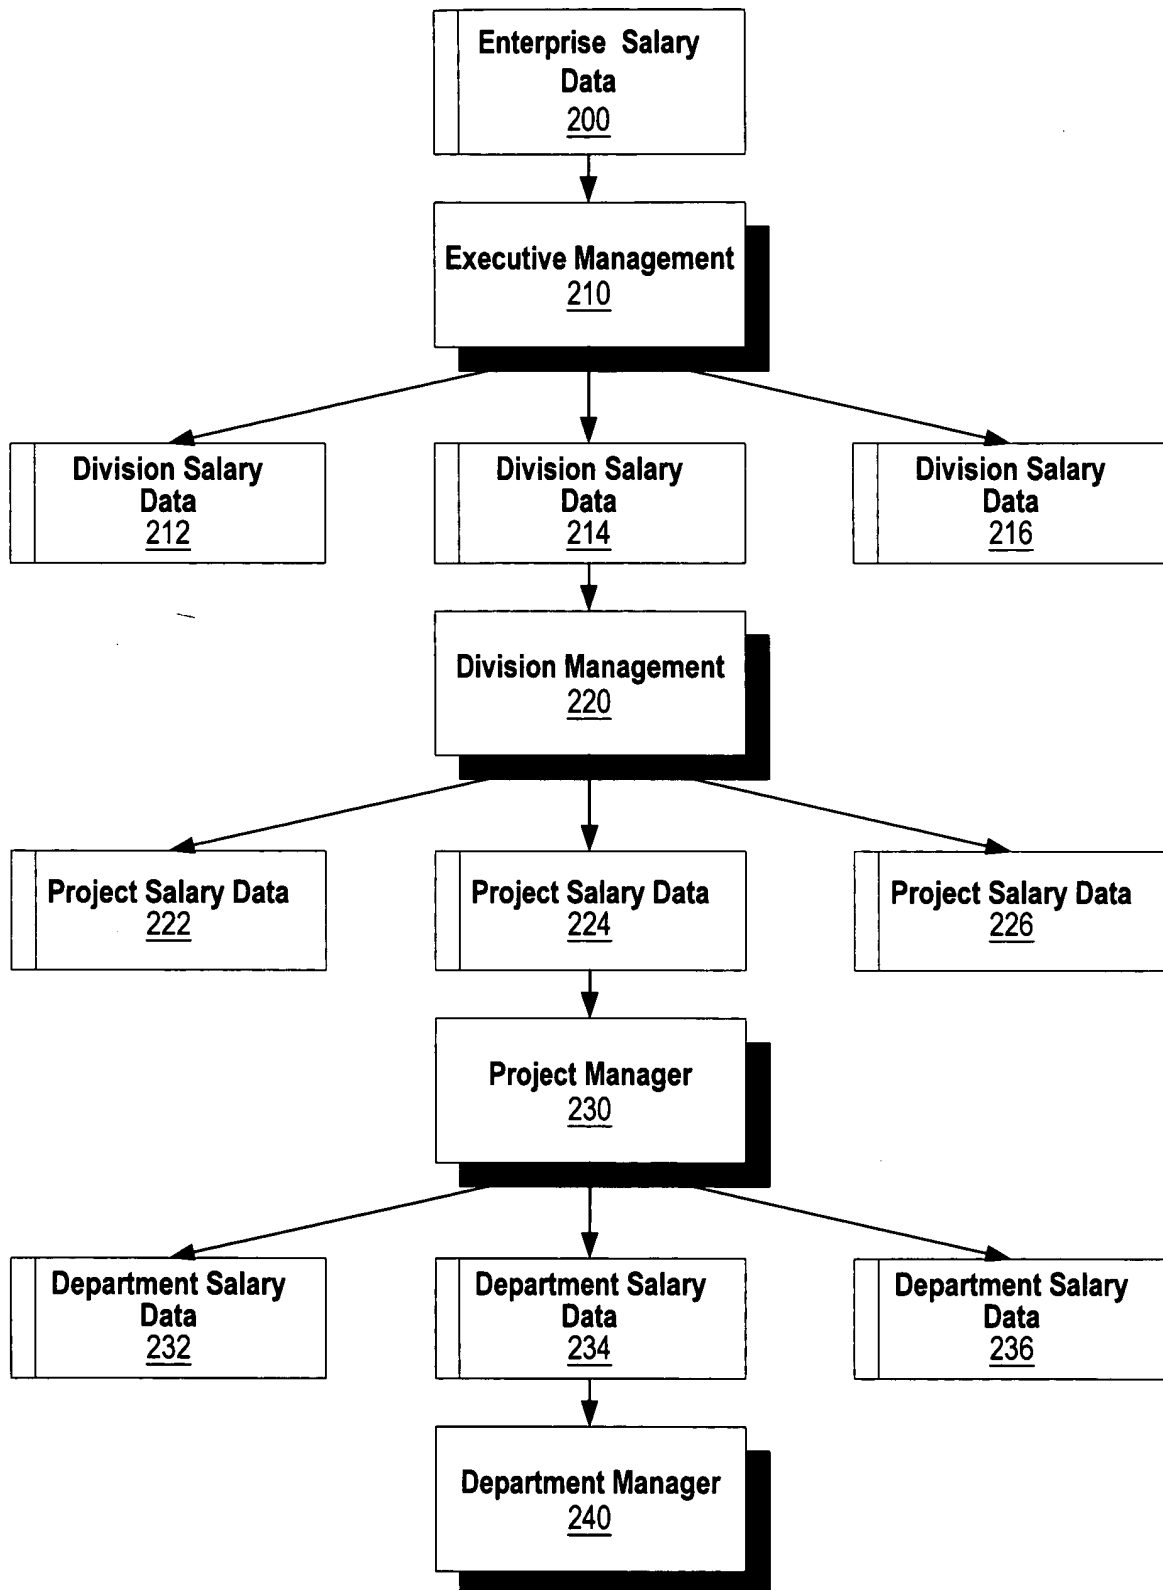 Enterprise Salary
Data
200
Executive Management
210
Division Salary
Data
212
Division Salary
Data
214
Division Salary
Data
216
Division Management
220
Project Salary Data
222
Project Salary Data
224
Project Salary Data
226
Project Manager
230
Department Salary
Data
232
Department Salary
Data
234
Department Salary
Data
236
Department Manager
240